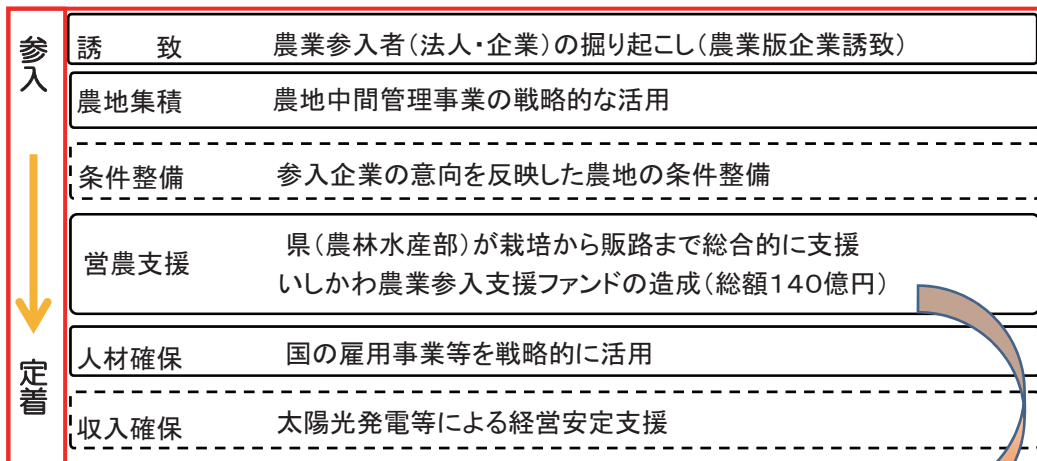 参入
誘　致　農業参入者（法人・企業）の掘り起こし（農業版企業誘致）
農地集積　農地中間管理事業の戦略的な活用
条件整備　参入企業の意向を反映した農地の条件整備
営農支援　県（農林水産部）が栽培から販路まで総合的に支援
いしかわ農業参入支援ファンドの造成（総額１４０億円）
定着
人材確保　国の雇用事業等を戦略的に活用
収入確保　太陽光発電等による経営安定支援